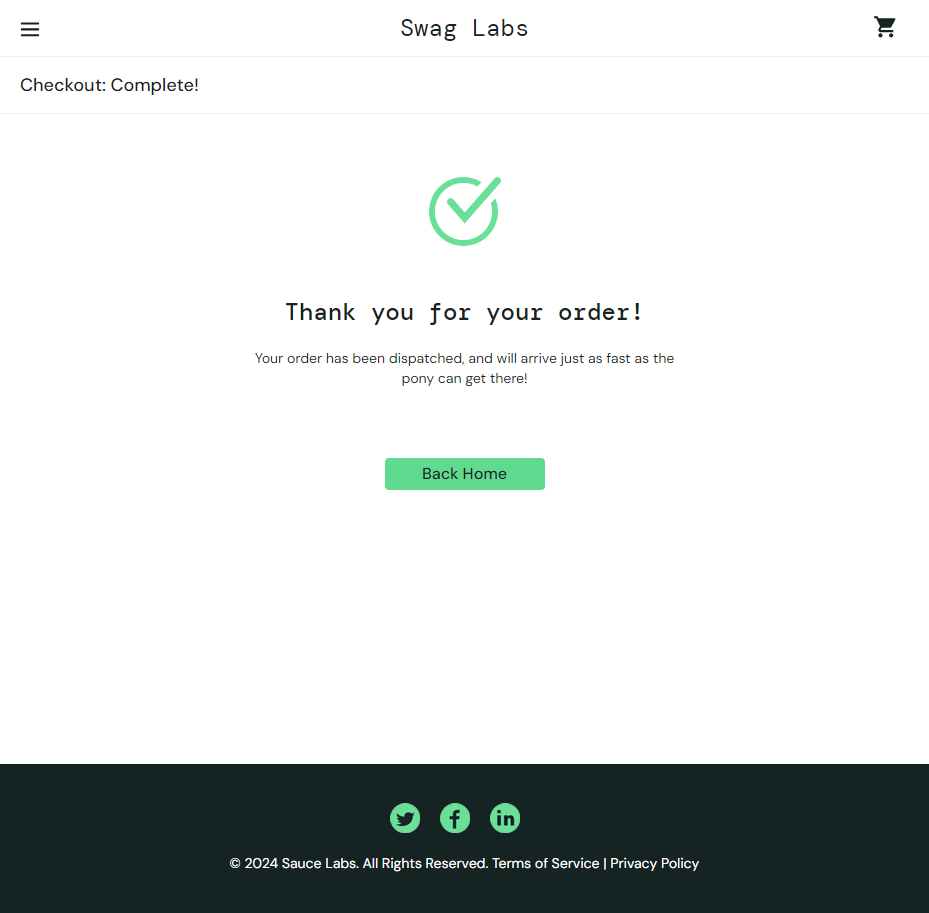 Swag Labs
Checkout: Complete!
Thank you for your order!
Your order has been dispatched, and will arrive just as fast as the
pony can get there!
Back Home
© 2024 Sauce Labs. All Rights Reserved. Terms of Service | Privacy Policy